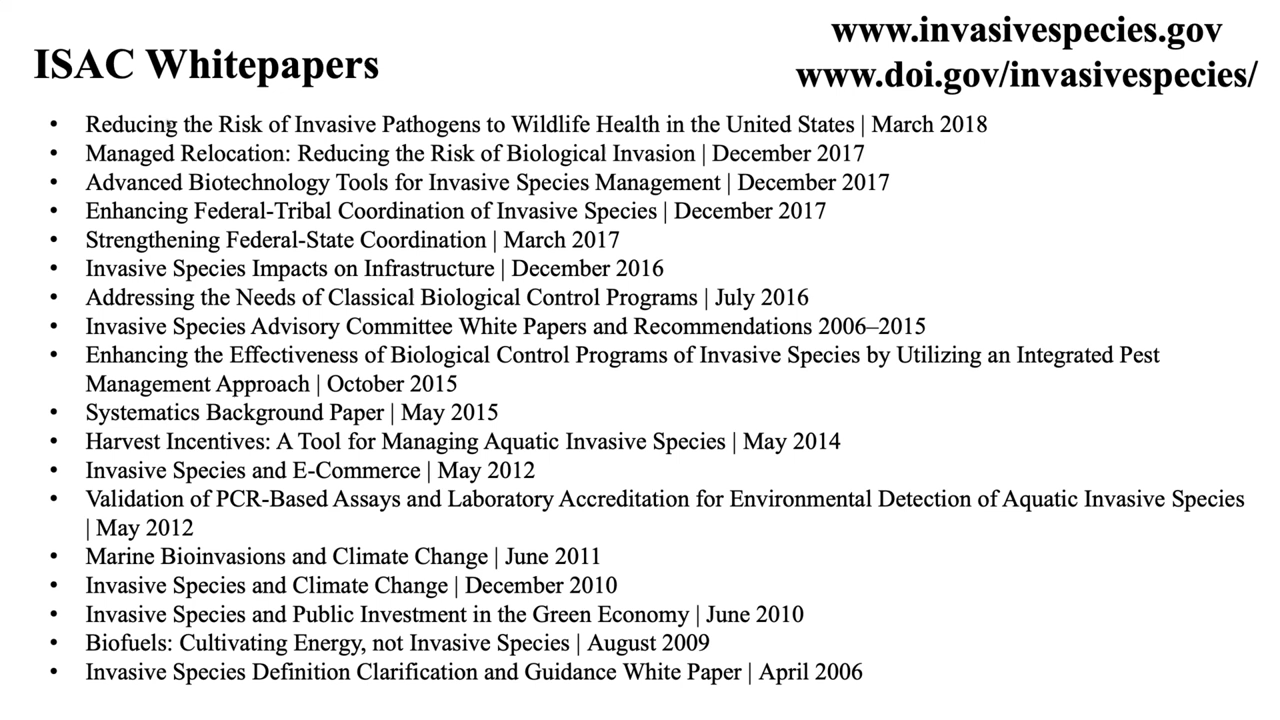 www.invasivespecies.gov
ISAC Whitepapers
www.doi.gov/invasivespecies/
• Reducing the Risk of Invasive Pathogens to Wildlife Health in the United States | March 2018
• Managed Relocation: Reducing the Risk of Biological Invasion | December 2017
• Advanced Biotechnology Tools for Invasive Species Management | December 2017
• Enhancing Federal-Tribal Coordination of Invasive Species | December 2017
• Strengthening Federal-State Coordination | March 2017
• Invasive Species Impacts on Infrastructure | December 2016
• Addressing the Needs of Classical Biological Control Programs | July 2016
• Invasive Species Advisory Committee White Papers and Recommendations 2006–2015
• Enhancing the Effectiveness of Biological Control Programs of Invasive Species by Utilizing an Integrated Pest
Management Approach | October 2015
• Systematics Background Paper | May 2015
• Harvest Incentives: A Tool for Managing Aquatic Invasive Species | May 2014
• Invasive Species and E-Commerce | May 2012
• Validation of PCR-Based Assays and Laboratory Accreditation for Environmental Detection of Aquatic Invasive Species
| May 2012
• Marine Bioinvasions and Climate Change | June 2011
• Invasive Species and Climate Change | December 2010
• Invasive Species and Public Investment in the Green Economy | June 2010
• Biofuels: Cultivating Energy, not Invasive Species | August 2009
• Invasive Species Definition Clarification and Guidance White Paper | April 2006